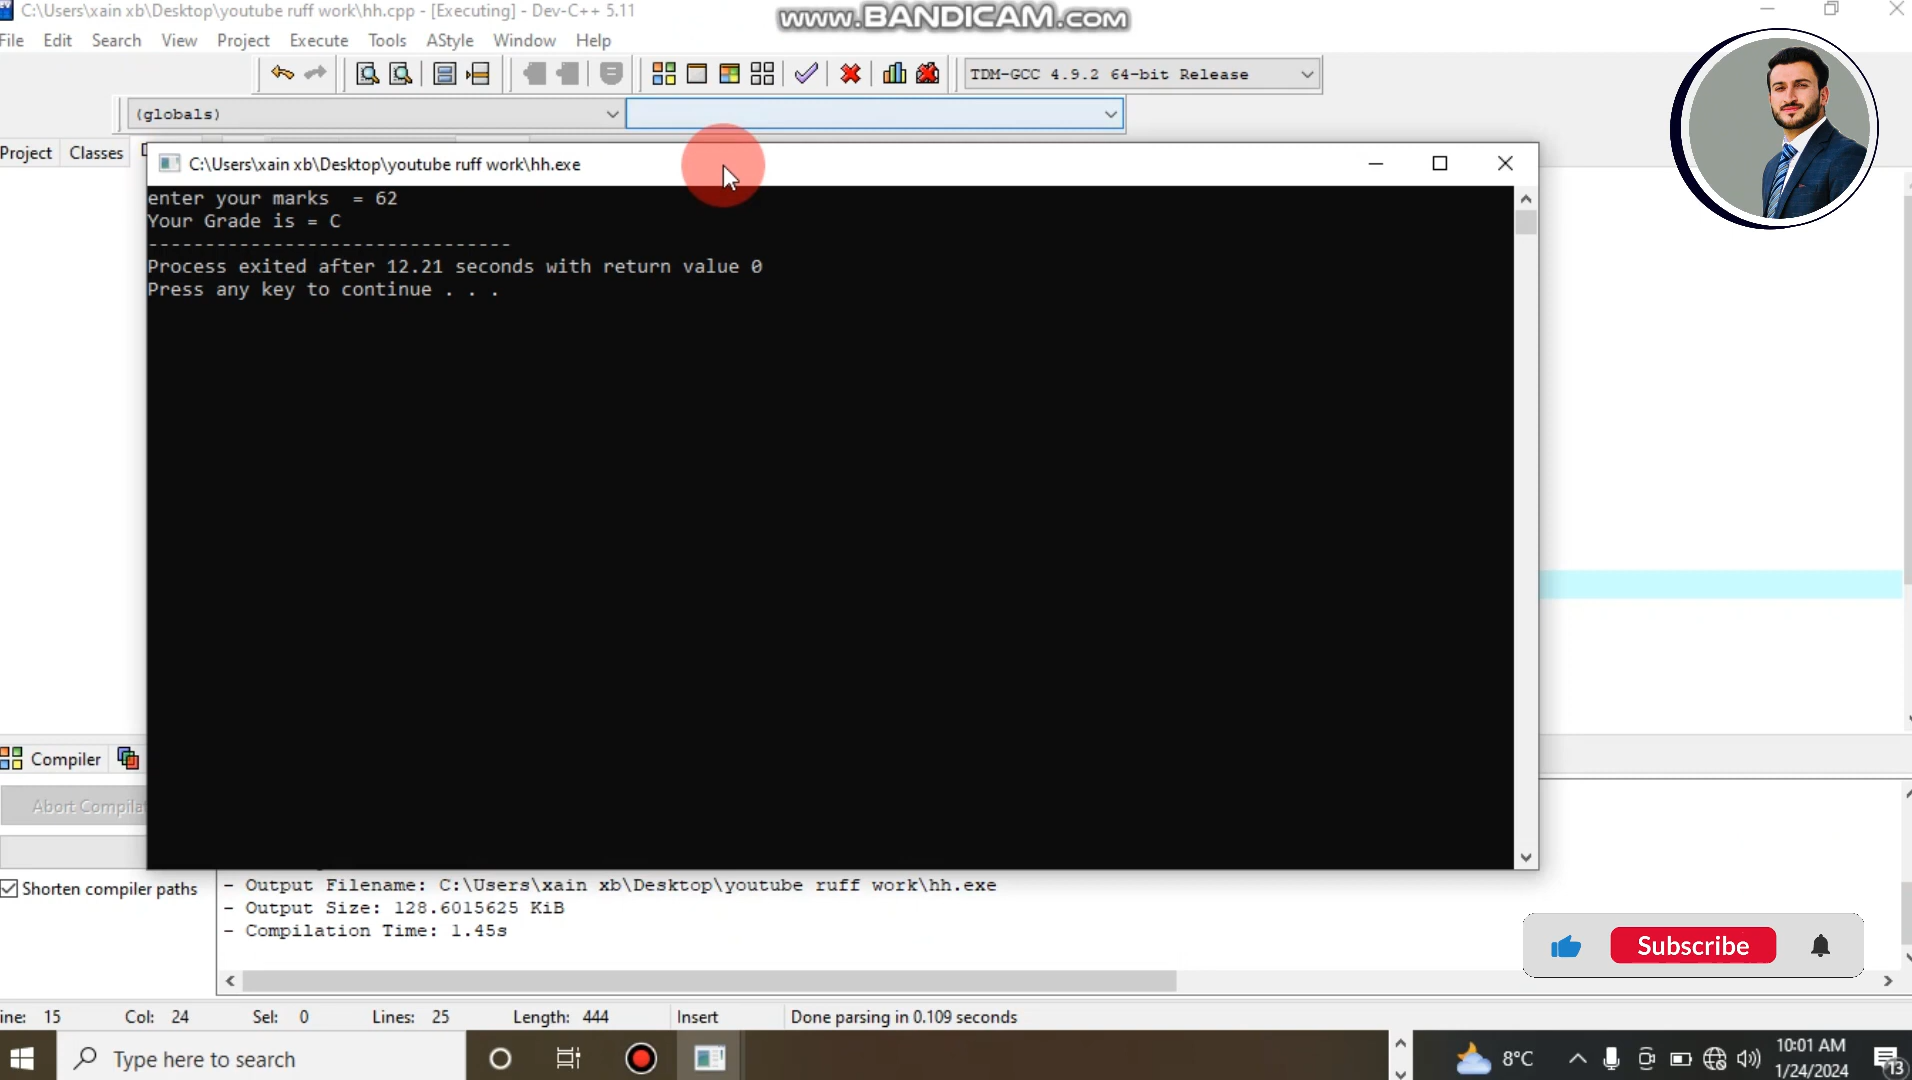 C:\Users\xain xb\Desktop\youtube ruff work\hh.cpp - [Executing] - Dev-C++ 5.11
www.BANDICAM.com
File Edit Search View Project Execute Tools AStyle Window Help
TDM-GCC 4.9.2 64-bit Release
(globals)
Project Classes
C:\Users\xain xb\Desktop\youtube ruff work\hh.exe
enter your marks  = 62
Your Grade is = C
--------------------------------
Process exited after 12.21 seconds with return value 0
Press any key to continue . . .
Compiler
Abort Compila
Shorten compiler paths
- Output Filename: C:\Users\xain xb\Desktop\youtube ruff work\hh.exe
- Output Size: 128.6015625 KiB
- Compilation Time: 1.45s
Subscribe
ine: 15 Col: 24 Sel: 0 Lines: 25 Length: 444 Insert Done parsing in 0.109 seconds
Type here to search
8°C
10:01 AM
1/24/2024
13